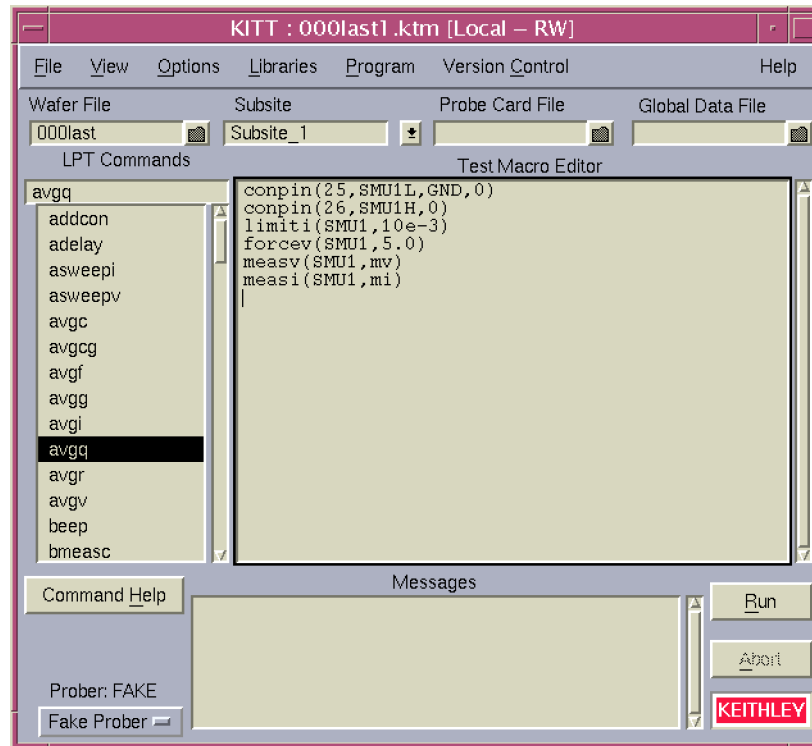 KITT : 000last1.ktm [Local – RW]
File View Options Libraries Program Version Control Help
Wafer File Subsite Probe Card File Global Data File
000last Subsite_1
LPT Commands Test Macro Editor
avgq
addcon
adelay
asweepi
asweepv
avgc
avgcg
avgf
avgg
avgi
avgq
avgr
avgv
beep
bmeasc
conpin(25,SMU1L,GND,0)
conpin(26,SMU1H,0)
limiti(SMU1,10e-3)
forcev(SMU1,5.0)
measv(SMU1,mv)
measi(SMU1,mi)
Command Help Messages
Run
Abort
Prober: FAKE
Fake Prober
KEITHLEY